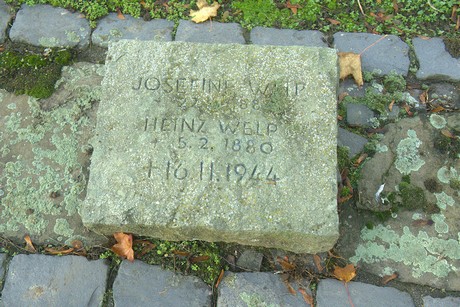 JOSEFINE WELP
HEINZ WELP
* 5. 2. 1880
+ 16. 11. 1944